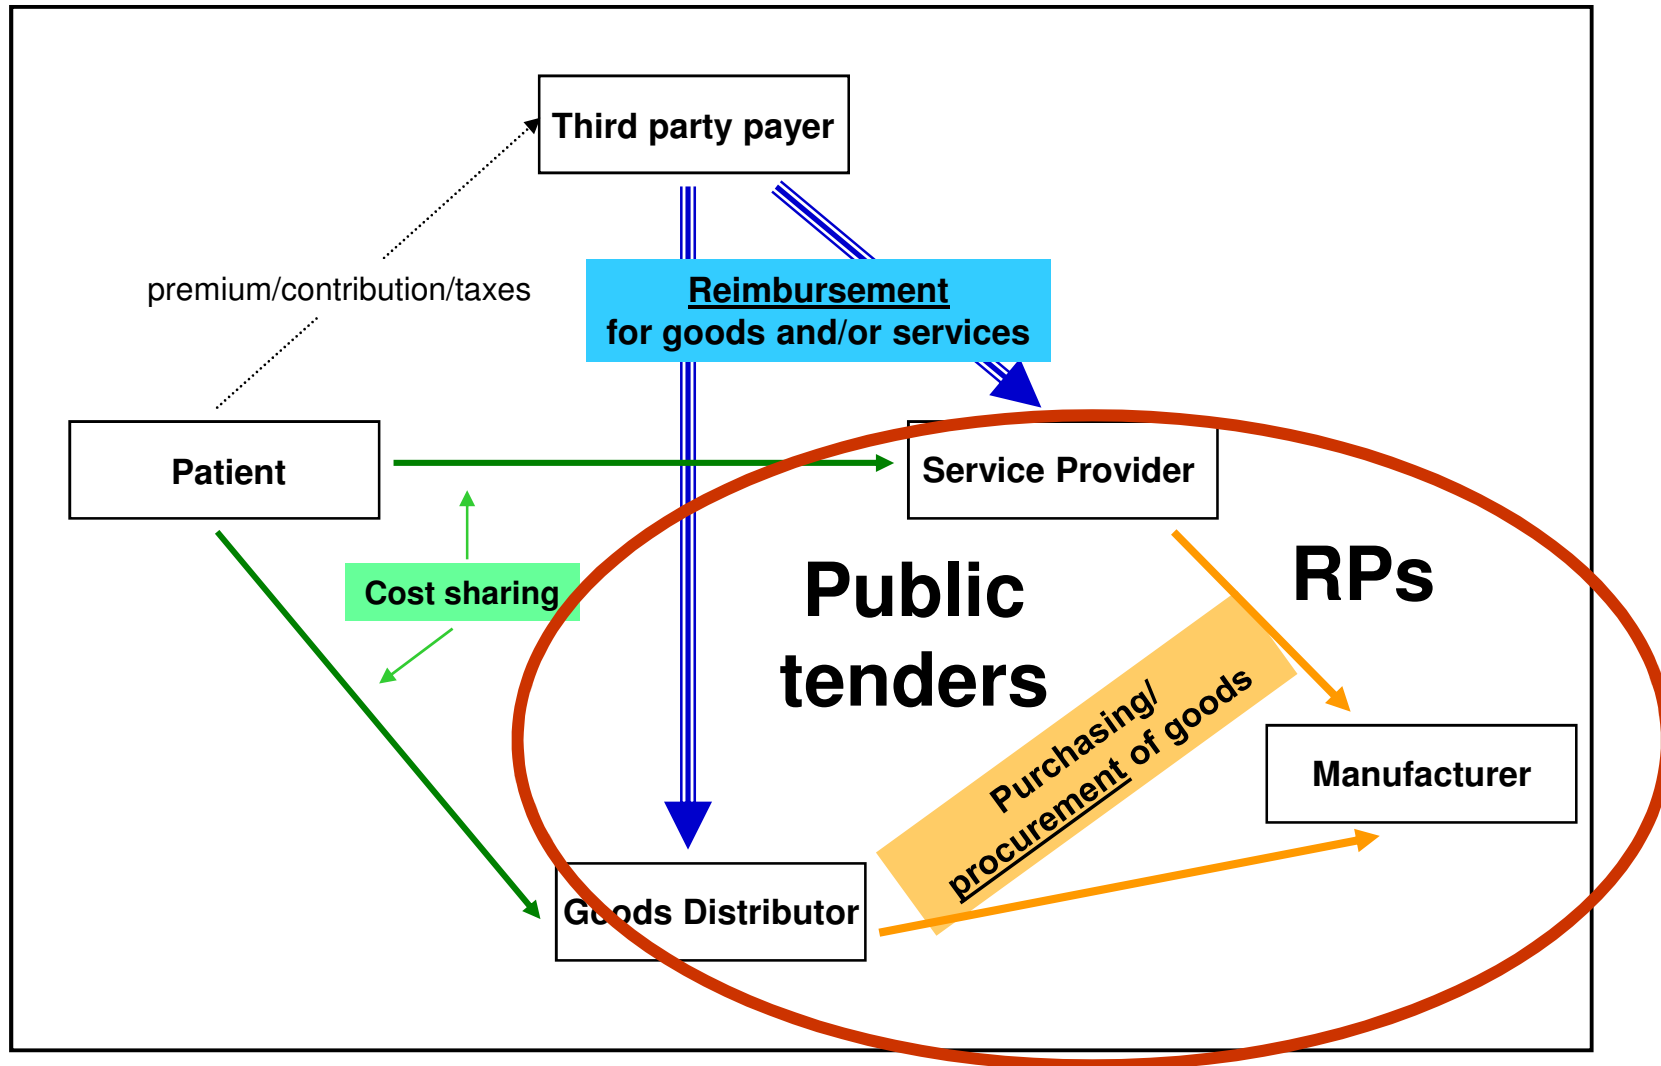 Third party payer
premium/contribution/taxes
Reimbursement
for goods and/or services
Patient
Service Provider
Cost sharing
Public
tenders
RPs
Purchasing/
procurement of goods
Manufacturer
Goods Distributor